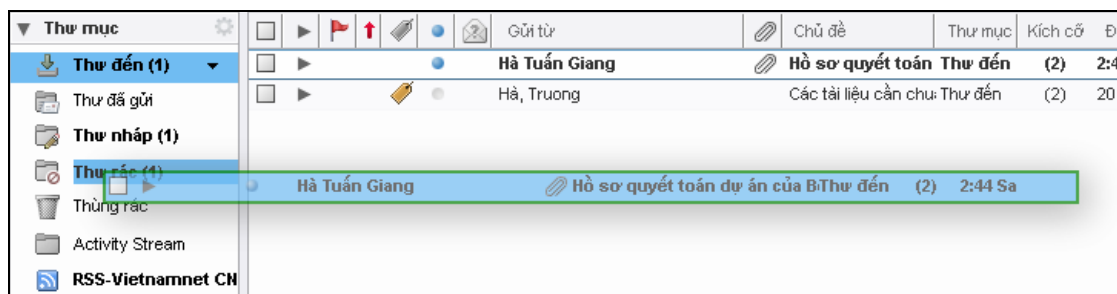 Thư mục
Gửi từ Chủ đề Thư mục Kích cỡ Đ
Thư đến (1)
Hà Tuấn Giang Hồ sơ quyết toán Thư đến (2) 2:4
Thư đã gửi
Hà, Truong Các tài liệu cần chu Thư đến (2) 20
Thư nháp (1)
Thư rác (1)
Hà Tuấn Giang Hồ sơ quyết toán dự án của B Thư đến (2) 2:44 Sa
Thùng rác
Activity Stream
RSS-Vietnamnet CN